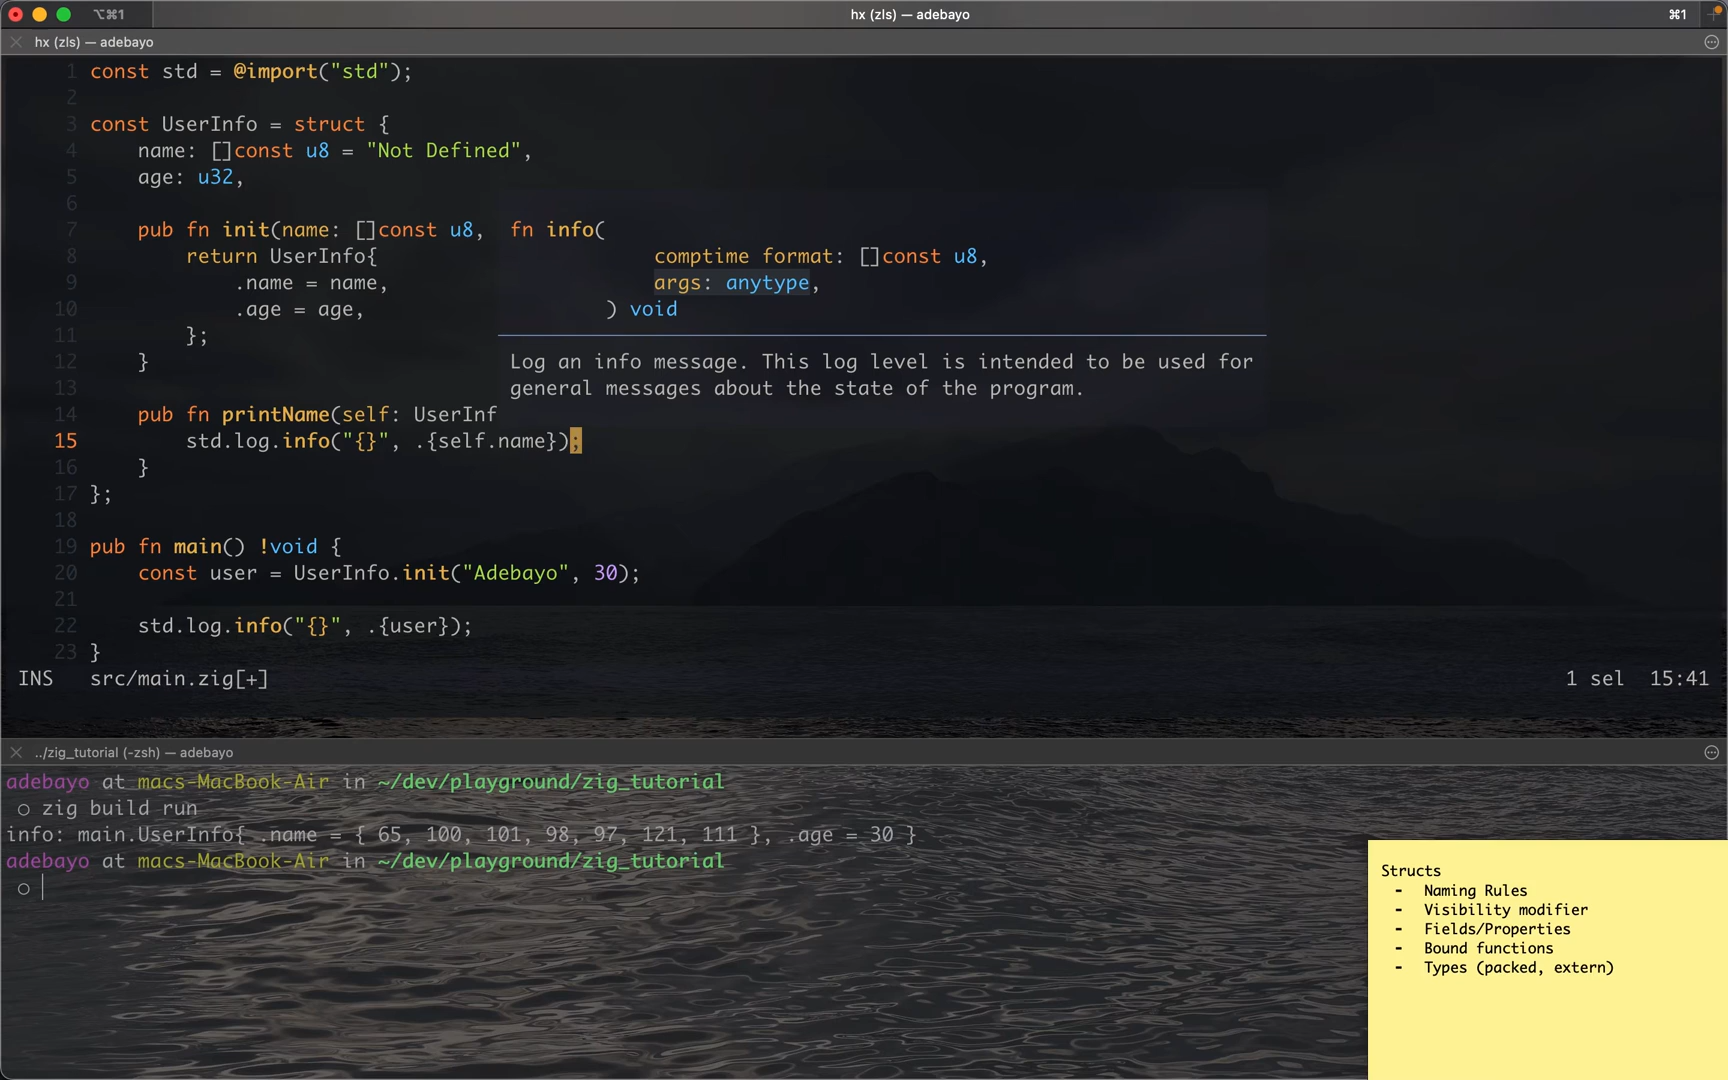 ⌥⌘1
hx (zls) — adebayo
⌘1
hx (zls) — adebayo
1 const std = @import("std");
2
3 const UserInfo = struct {
4     name: []const u8 = "Not Defined",
5     age: u32,
6
7     pub fn init(name: []const u8,
8         return UserInfo{
9             .name = name,
10             .age = age,
11         };
12     }
13
14     pub fn printName(self: UserInf
15         std.log.info("{}", .{self.name});
16     }
17 };
18
19 pub fn main() !void {
20     const user = UserInfo.init("Adebayo", 30);
21
22     std.log.info("{}", .{user});
23 }
fn info(
            comptime format: []const u8,
            args: anytype,
        ) void
Log an info message. This log level is intended to be used for
general messages about the state of the program.
INS   src/main.zig[+]
1 sel  15:41
../zig_tutorial (-zsh) — adebayo
adebayo at macs-MacBook-Air in ~/dev/playground/zig_tutorial
○ zig build run
info: main.UserInfo{ .name = { 65, 100, 101, 98, 97, 121, 111 }, .age = 30 }
adebayo at macs-MacBook-Air in ~/dev/playground/zig_tutorial
○
Structs
- Naming Rules
- Visibility modifier
- Fields/Properties
- Bound functions
- Types (packed, extern)